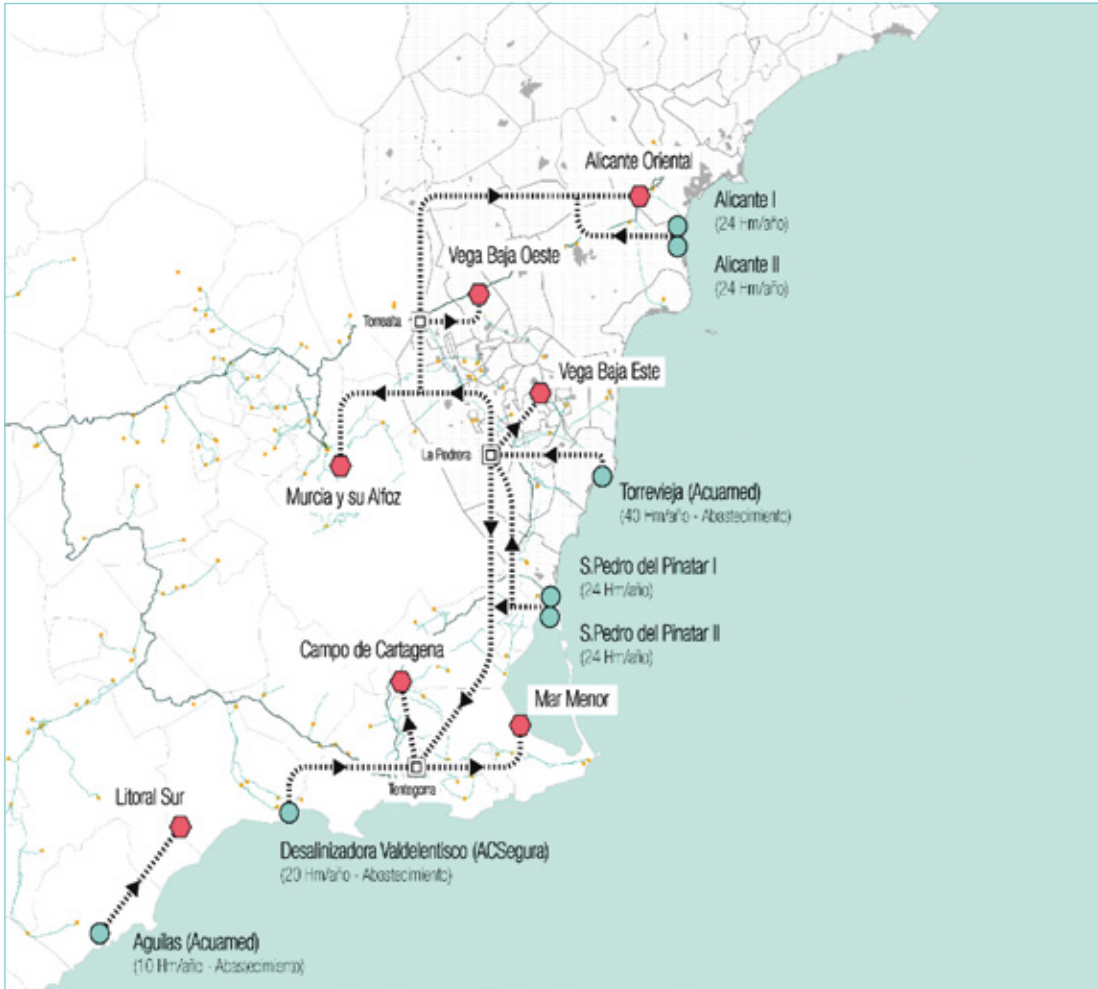 Alicante Oriental
Alicante I
(24 Hm/año)
Alicante II
(24 Hm/año)
Vega Baja Oeste
Torrealta
Vega Baja Este
La Pedrera
Murcia y su Alfoz
Torrevieja (Acuamed)
(40 Hm/año - Abastecimiento)
S.Pedro del Pinatar I
(24 Hm/año)
S.Pedro del Pinatar II
(24 Hm/año)
Campo de Cartagena
Mar Menor
Tentegorra
Litoral Sur
Desalinizadora Valdelentisco (ACSegura)
(20 Hm/año - Abastecimiento)
Aguilas (Acuamed)
(10 Hm/año - Abastecimiento)